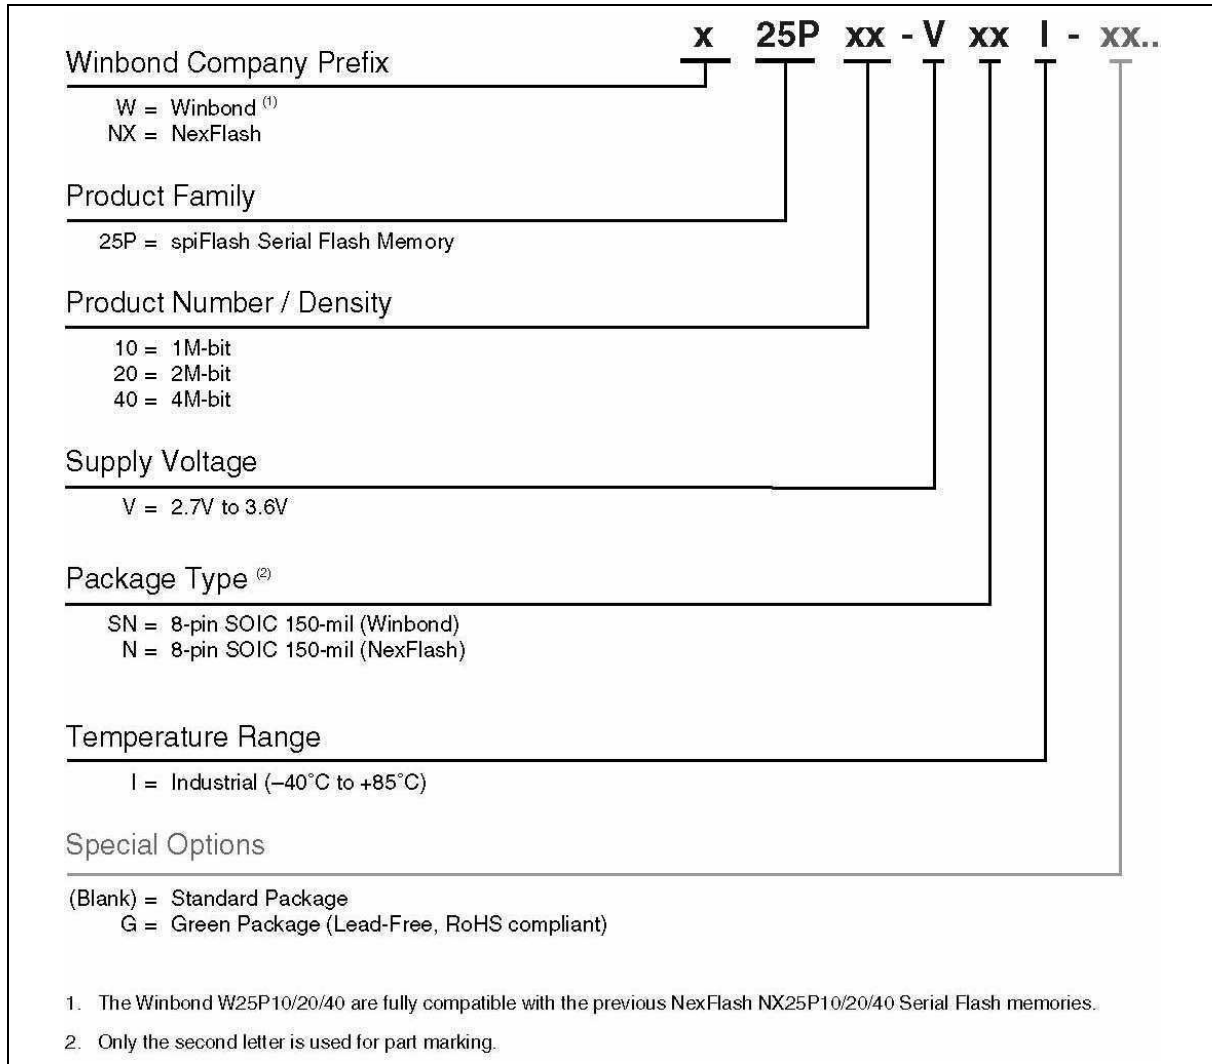 x 25P xx - V xx I - xx..
Winbond Company Prefix
W = Winbond (1)
NX = NexFlash
Product Family
25P = spiFlash Serial Flash Memory
Product Number / Density
10 = 1M-bit
20 = 2M-bit
40 = 4M-bit
Supply Voltage
V = 2.7V to 3.6V
Package Type (2)
SN = 8-pin SOIC 150-mil (Winbond)
N = 8-pin SOIC 150-mil (NexFlash)
Temperature Range
I = Industrial (–40°C to +85°C)
Special Options
(Blank) = Standard Package
G = Green Package (Lead-Free, RoHS compliant)
1. The Winbond W25P10/20/40 are fully compatible with the previous NexFlash NX25P10/20/40 Serial Flash memories.
2. Only the second letter is used for part marking.